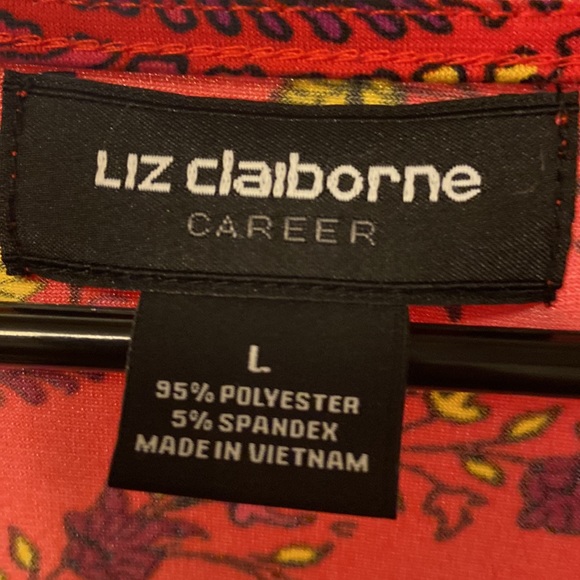 Liz claiborne
CAREER
L
95% POLYESTER
5% SPANDEX
MADE IN VIETNAM